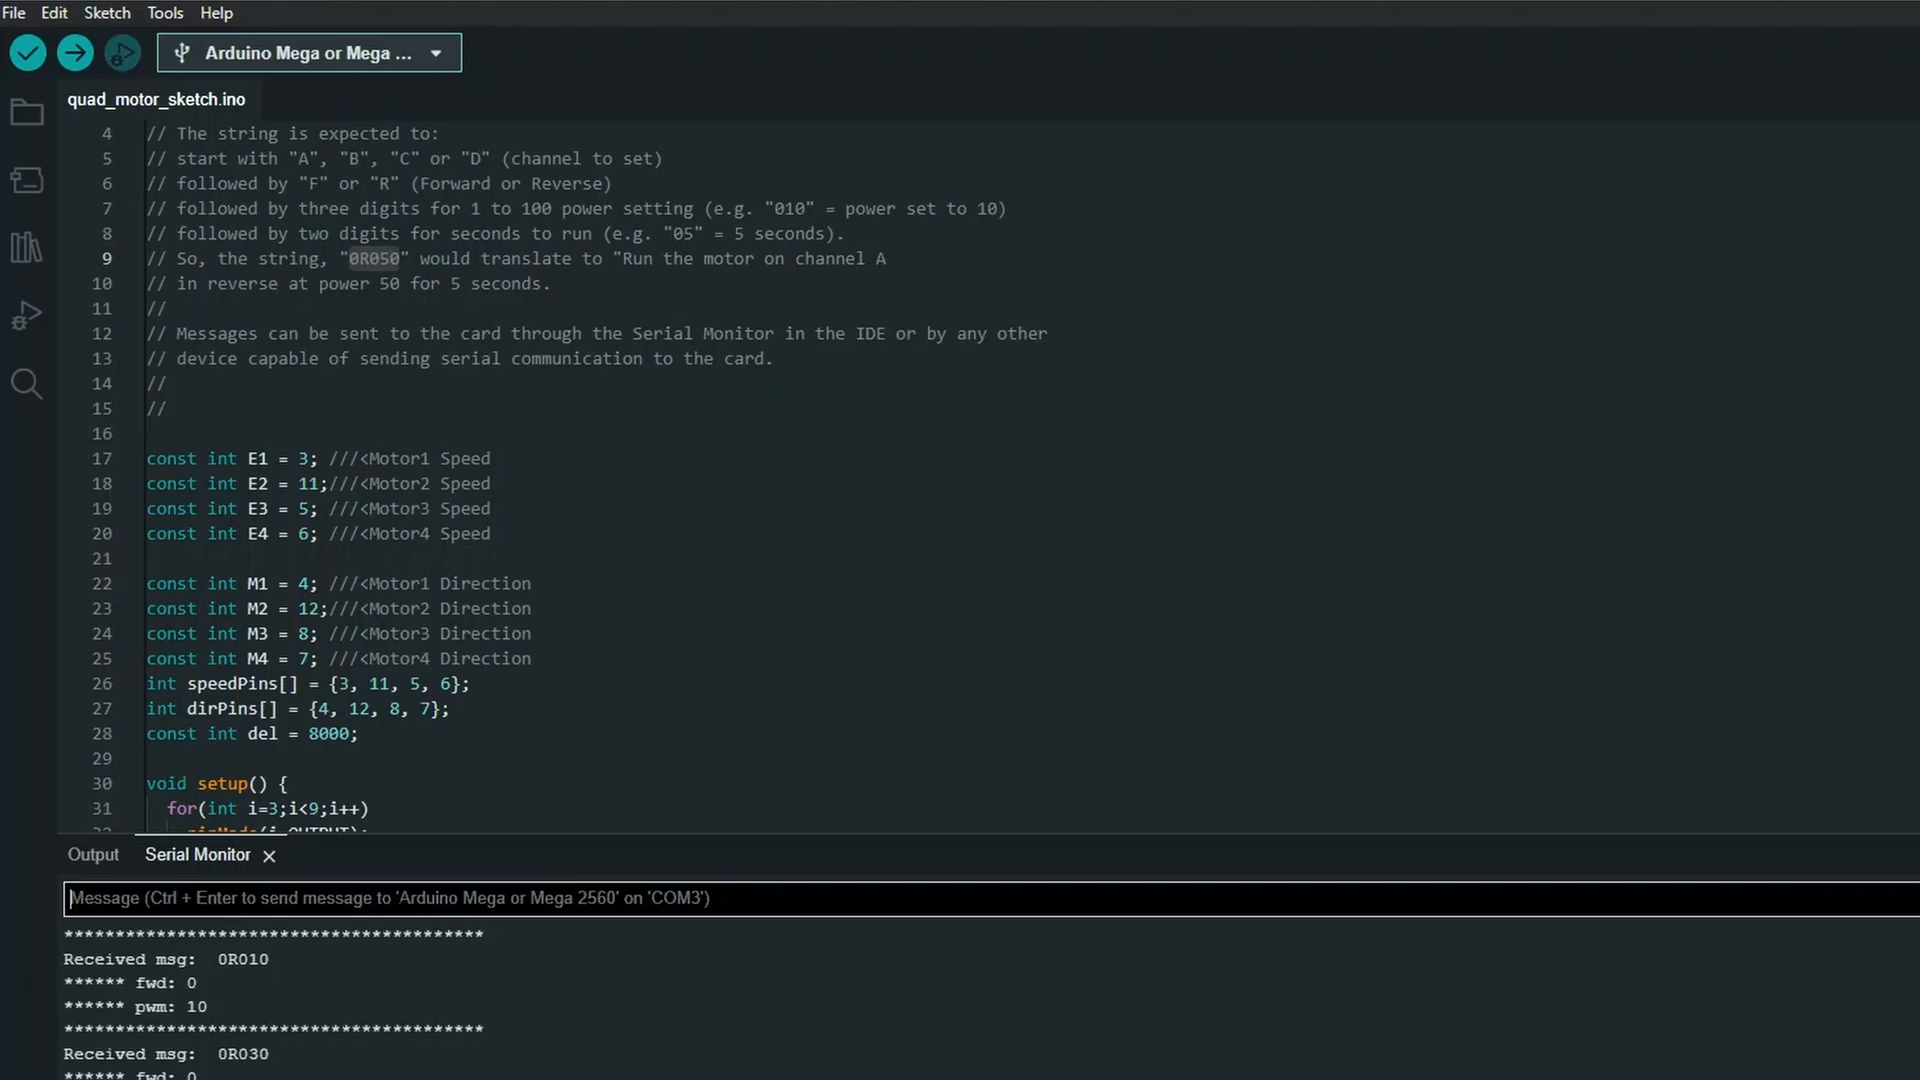 File Edit Sketch Tools Help
Arduino Mega or Mega ...
quad_motor_sketch.ino
4 // The string is expected to:
5 // start with "A", "B", "C" or "D" (channel to set)
6 // followed by "F" or "R" (Forward or Reverse)
7 // followed by three digits for 1 to 100 power setting (e.g. "010" = power set to 10)
8 // followed by two digits for seconds to run (e.g. "05" = 5 seconds).
9 // So, the string, "0R050" would translate to "Run the motor on channel A
10 // in reverse at power 50 for 5 seconds.
11 //
12 // Messages can be sent to the card through the Serial Monitor in the IDE or by any other
13 // device capable of sending serial communication to the card.
14 //
15 //
16
17 const int E1 = 3; ///<Motor1 Speed
18 const int E2 = 11;///<Motor2 Speed
19 const int E3 = 5; ///<Motor3 Speed
20 const int E4 = 6; ///<Motor4 Speed
21
22 const int M1 = 4; ///<Motor1 Direction
23 const int M2 = 12;///<Motor2 Direction
24 const int M3 = 8; ///<Motor3 Direction
25 const int M4 = 7; ///<Motor4 Direction
26 int speedPins[] = {3, 11, 5, 6};
27 int dirPins[] = {4, 12, 8, 7};
28 const int del = 8000;
29
30 void setup() {
31 for(int i=3;i<9;i++)
32 pinMode(i,OUTPUT);
Output Serial Monitor
Message (Ctrl + Enter to send message to 'Arduino Mega or Mega 2560' on 'COM3')
*****************************************
Received msg: 0R010
****** fwd: 0
****** pwm: 10
*****************************************
Received msg: 0R030
****** fwd: 0